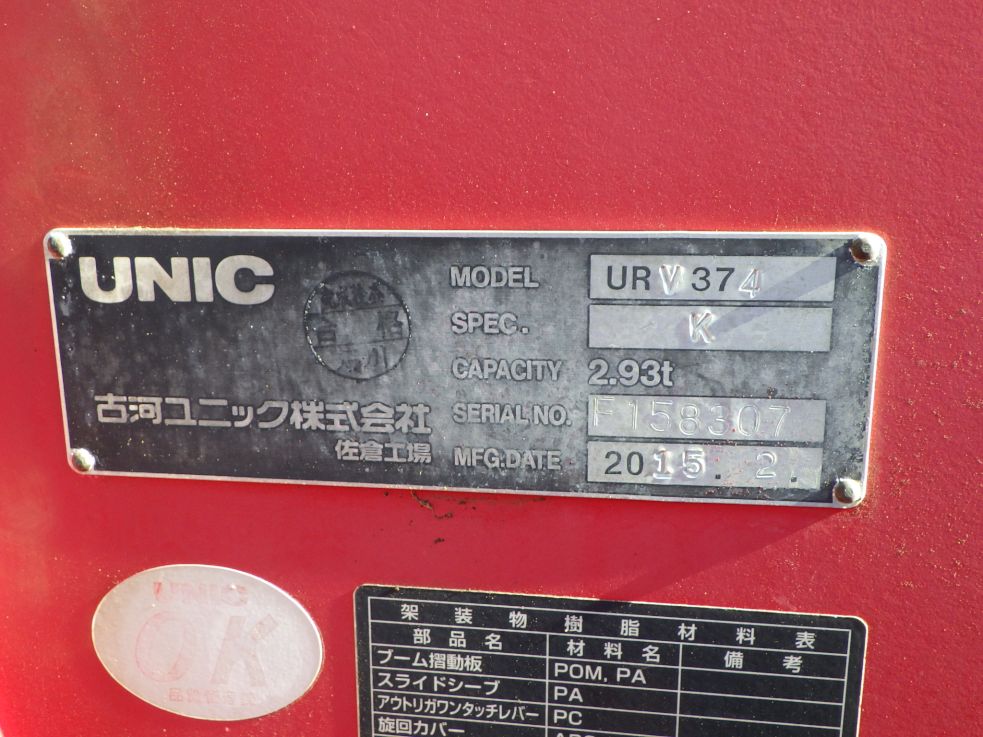 UNIC
MODEL URV374
SPEC. K
CAPACITY 2.93t
SERIAL NO. F158307
MFG.DATE 2015.2.
古河ユニック株式会社
佐倉工場
UNIC
OK
架装物樹脂材料表
部品名 材料名 備考
ブーム摺動板 POM, PA
スライドシーブ PA
アウトリガワンタッチレバー PC
旋回カバー